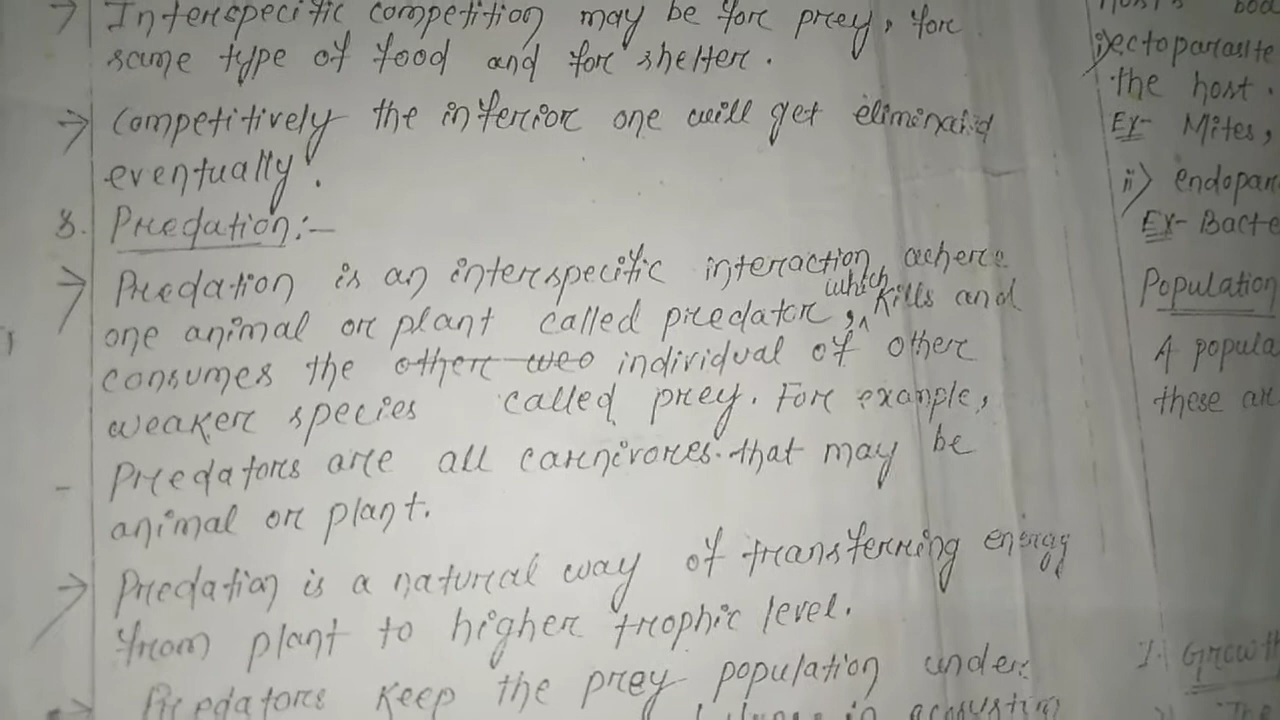 → Interspecific competition may be for prey, for
same type of food and for shelter.
→ Competitively the inferior one will get eliminated
eventually.
8. Predation:-
→ Predation is an interspecific interaction where
one animal or plant called predator, which kills and
consumes the other weo individual of other
weaker species called prey. For example,
- Predators are all carnivores. that may be
animal or plant.
→ Predation is a natural way of transferring energy
from plant to higher trophic level.
→ Predators keep the prey population under
in
i) ectoparasite
the host.
Ex- Mites,
ii) endopar
Ex- Bacte
Population
A popula
these are
1. Growth
The